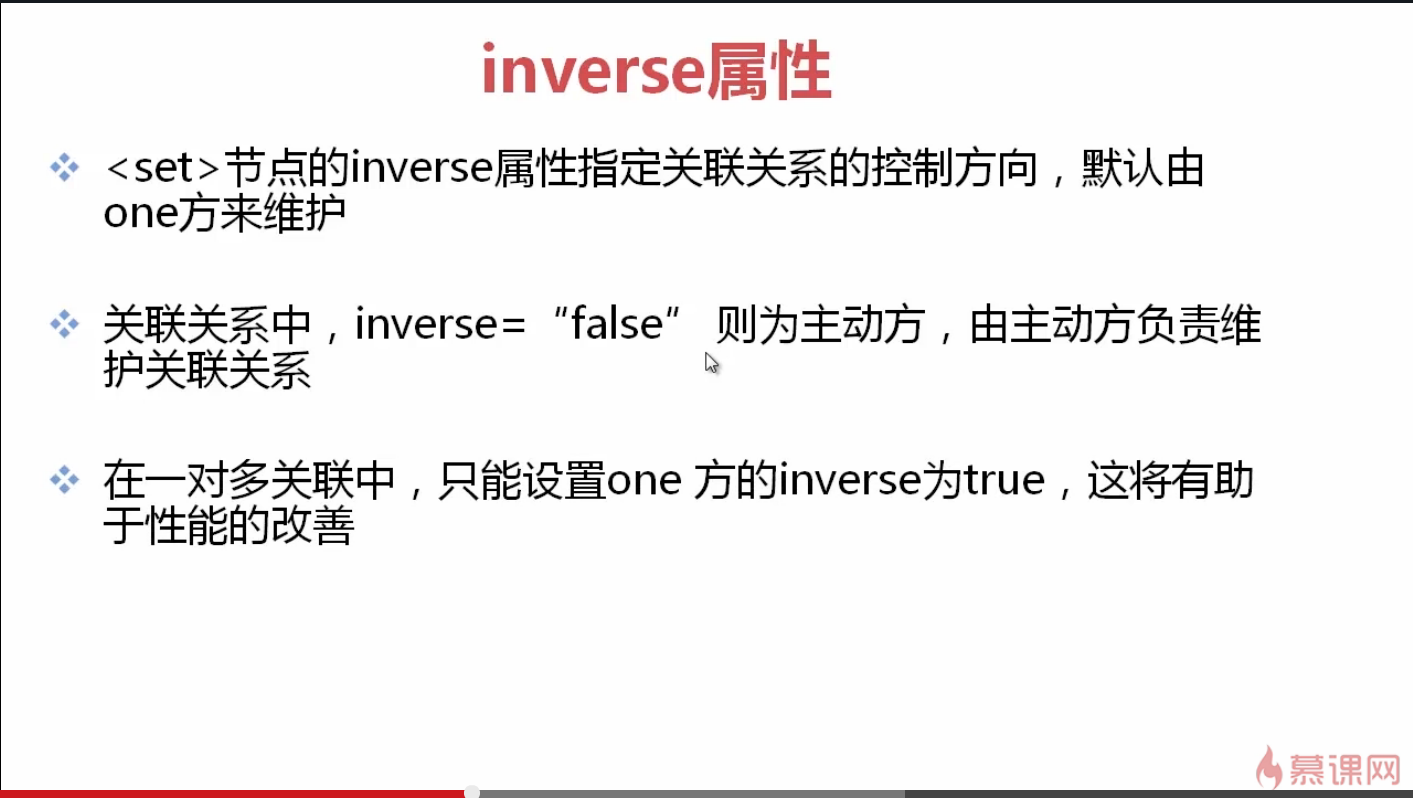 inverse属性
<set>节点的inverse属性指定关联关系的控制方向，默认由
one方来维护
关联关系中，inverse=“false” 则为主动方，由主动方负责维
护关联关系
在一对多关联中，只能设置one 方的inverse为true，这将有助
于性能的改善
慕课网